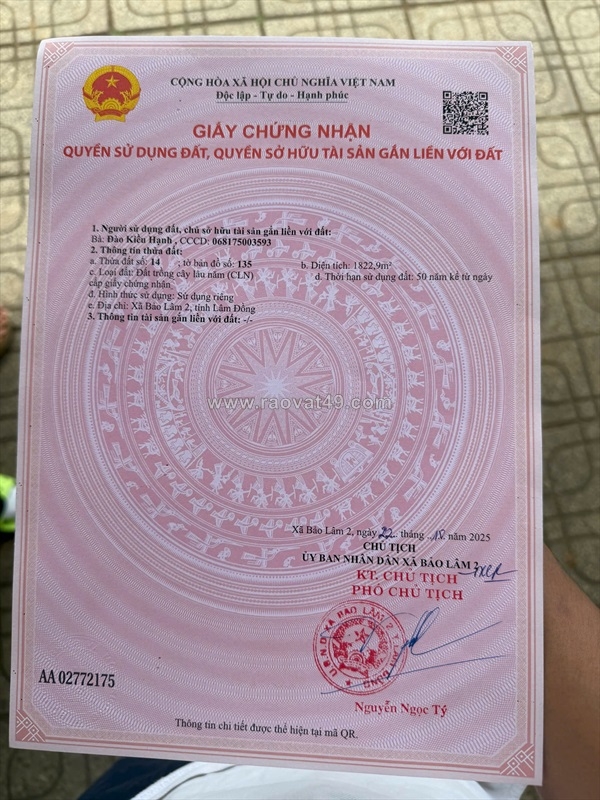 CỘNG HÒA XÃ HỘI CHỦ NGHĨA VIỆT NAM
Độc lập - Tự do - Hạnh phúc
GIẤY CHỨNG NHẬN
QUYỀN SỬ DỤNG ĐẤT, QUYỀN SỞ HỮU TÀI SẢN GẮN LIỀN VỚI ĐẤT
1. Người sử dụng đất, chủ sở hữu tài sản gắn liền với đất:
Bà: Đào Kiều Hạnh , CCCD: 068175003593
2. Thông tin thửa đất:
a. Thửa đất số: 14 ; tờ bản đồ số: 135 b. Diện tích: 1822,9m²
c. Loại đất: Đất trồng cây lâu năm (CLN) d. Thời hạn sử dụng đất: 50 năm kể từ ngày
cấp giấy chứng nhận
đ. Hình thức sử dụng: Sử dụng riêng
e. Địa chỉ: Xã Bảo Lâm 2, tỉnh Lâm Đồng
3. Thông tin tài sản gắn liền với đất: -/-
www.raovat49.com
Xã Bảo Lâm 2, ngày 22 tháng năm 2025
CHỦ TỊCH
ỦY BAN NHÂN DÂN XÃ BẢO LÂM 2
KT. CHỦ TỊCH
PHÓ CHỦ TỊCH
U.B.N.D XÃ BẢO LÂM 2 T. LÂM ĐỒNG
Nguyễn Ngọc Tý
AA 02772175
Thông tin chi tiết được thể hiện tại mã QR.